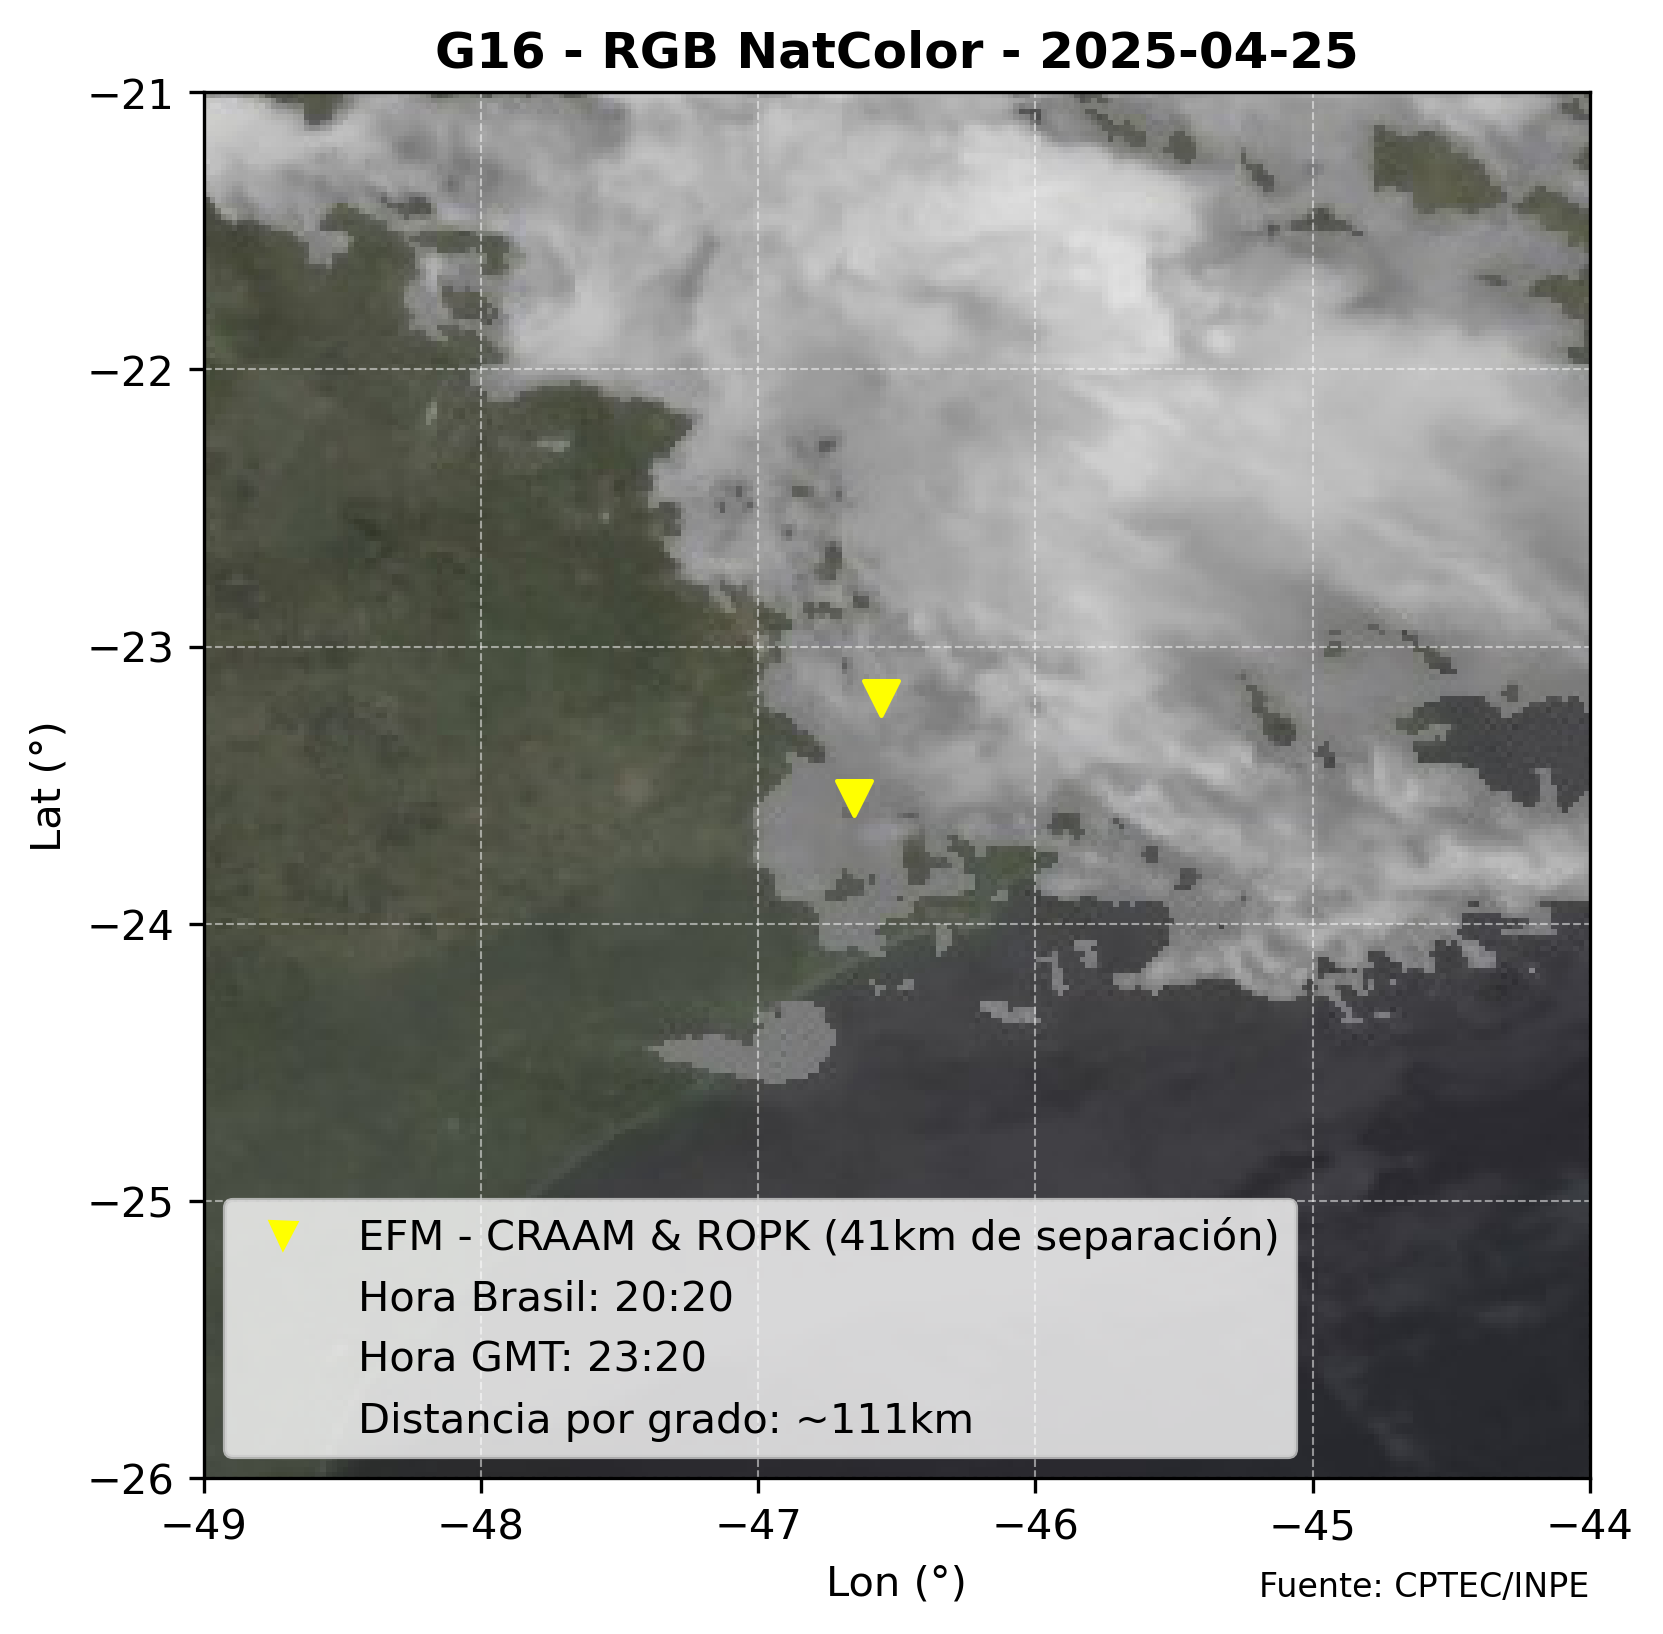 G16 - RGB NatColor - 2025-04-25
−21
−22
−23
−24
−25
−26
Lat (°)
EFM - CRAAM & ROPK (41km de separación)
Hora Brasil: 20:20
Hora GMT: 23:20
Distancia por grado: ~111km
−49 −48 −47 −46 −45 −44
Lon (°)
Fuente: CPTEC/INPE